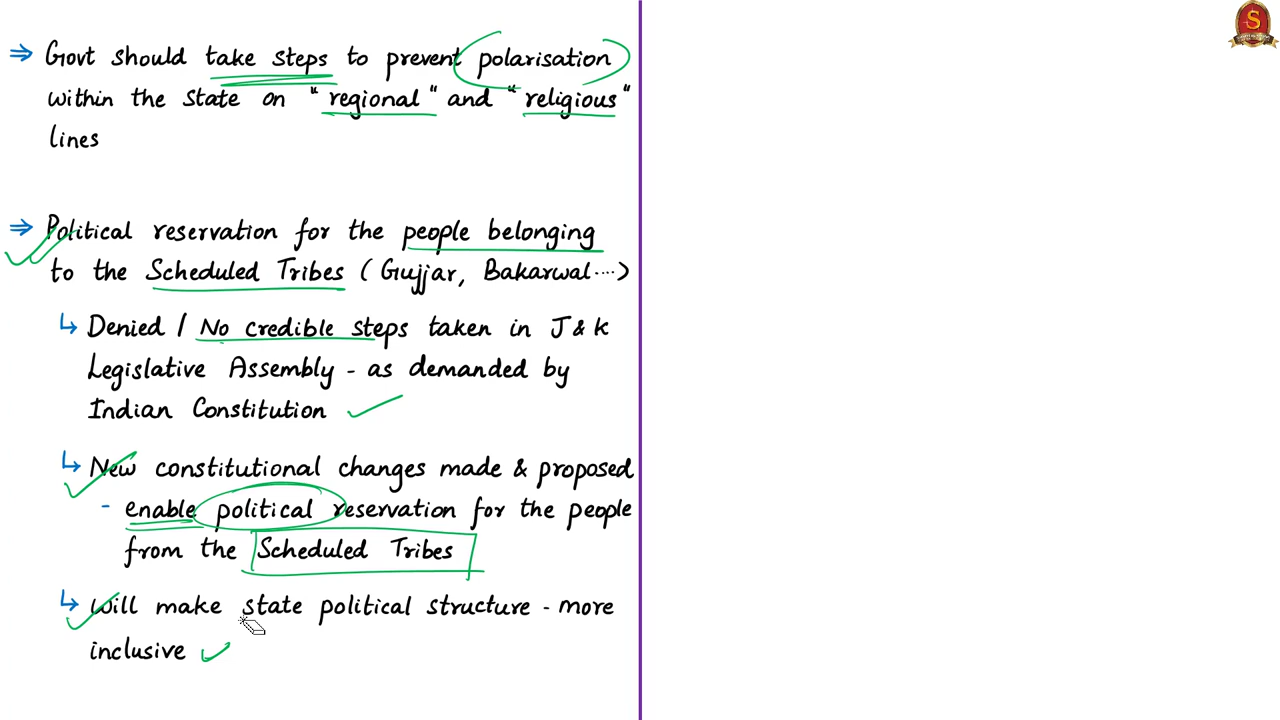 ⇒ Govt should take steps to prevent polarisation
within the state on "regional" and "religious"
lines
⇒ Political reservation for the people belonging
to the Scheduled Tribes (Gujjar, Bakarwal....)
↳ Denied / No credible steps taken in J & K
Legislative Assembly - as demanded by
Indian Constitution
↳ New constitutional changes made & proposed
- enable political reservation for the people
from the Scheduled Tribes
↳ Will make state political structure - more
inclusive
S